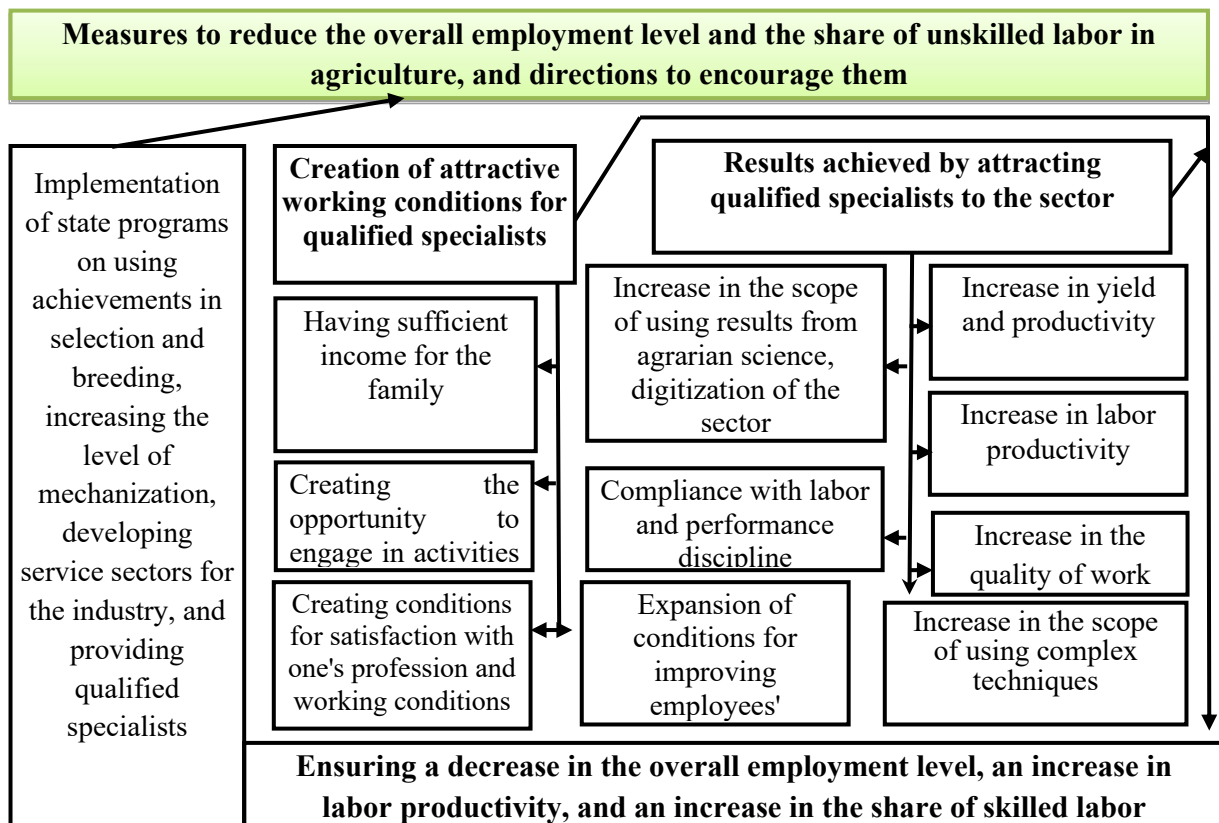 Measures to reduce the overall employment level and the share of unskilled labor in
agriculture, and directions to encourage them
Implementation
of state programs
on using
achievements in
selection and
breeding,
increasing the
level of
mechanization,
developing
service sectors for
the industry, and
providing
qualified
specialists
Creation of attractive
working conditions for
qualified specialists
Having sufficient
income for the
family
Creating the
opportunity to
engage in activities
Creating conditions
for satisfaction with
one's profession and
working conditions
Results achieved by attracting
qualified specialists to the sector
Increase in the scope
of using results from
agrarian science,
digitization of the
sector
Compliance with labor
and performance
discipline
Expansion of
conditions for
improving
employees'
Increase in yield
and productivity
Increase in labor
productivity
Increase in the
quality of work
Increase in the scope
of using complex
techniques
Ensuring a decrease in the overall employment level, an increase in
labor productivity, and an increase in the share of skilled labor